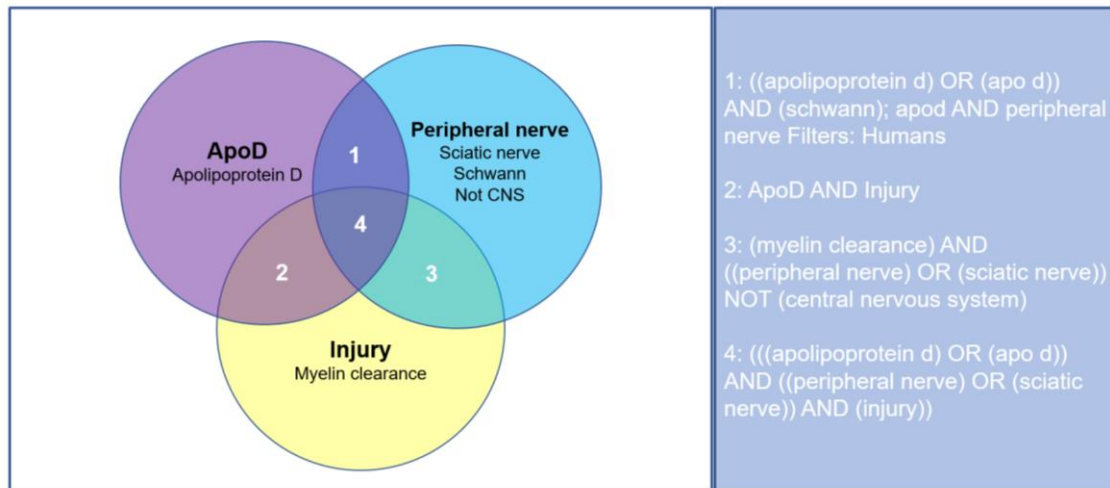 ApoD
Apolipoprotein D
1
Peripheral nerve
Sciatic nerve
Schwann
Not CNS
4
2
3
Injury
Myelin clearance
1: ((apolipoprotein d) OR (apo d))
AND (schwann); apod AND peripheral
nerve Filters: Humans
2: ApoD AND Injury
3: (myelin clearance) AND
((peripheral nerve) OR (sciatic nerve))
NOT (central nervous system)
4: (((apolipoprotein d) OR (apo d))
AND ((peripheral nerve) OR (sciatic
nerve)) AND (injury))